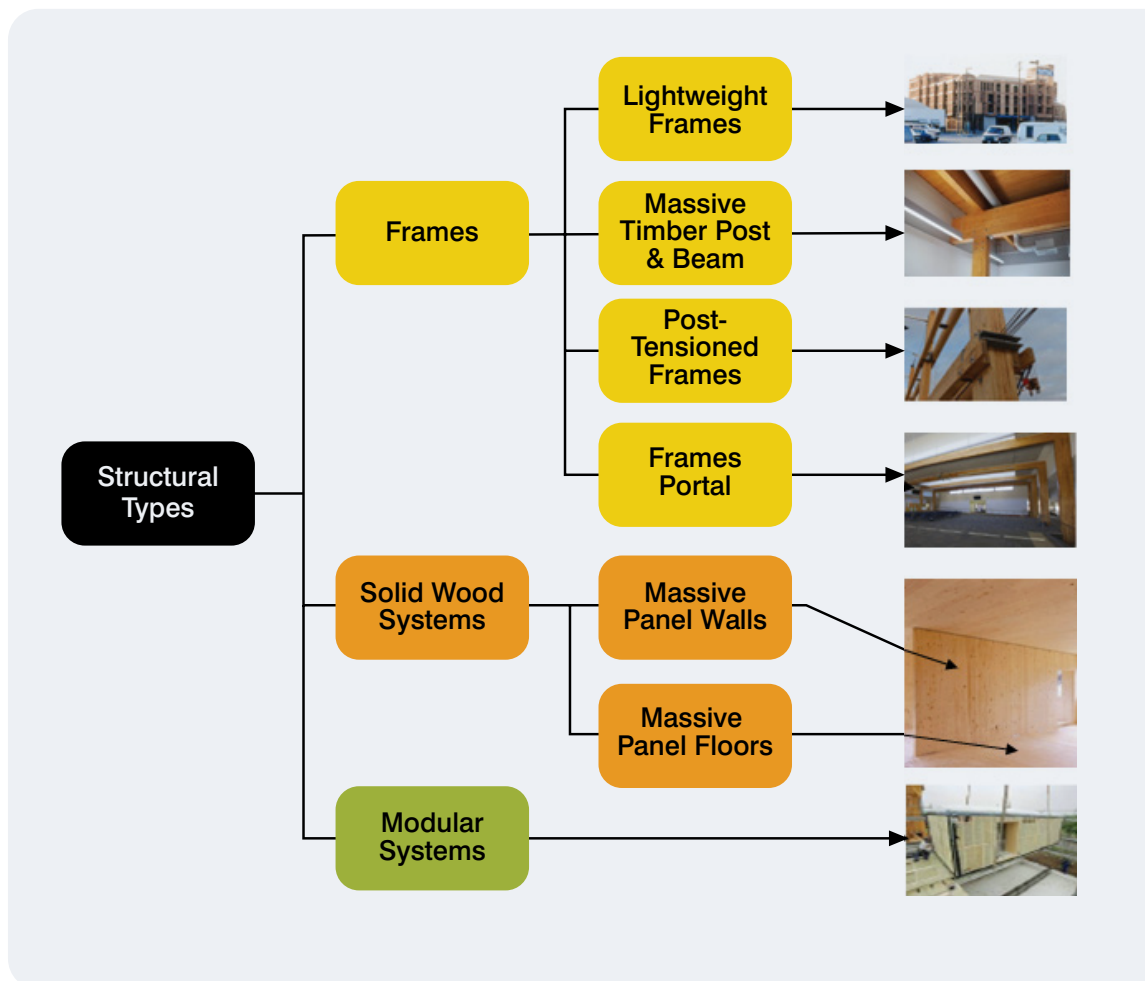 Lightweight
Frames
Frames
Massive
Timber Post
& Beam
Post-
Tensioned
Frames
Frames
Portal
Structural
Types
Solid Wood
Systems
Massive
Panel Walls
Massive
Panel Floors
Modular
Systems